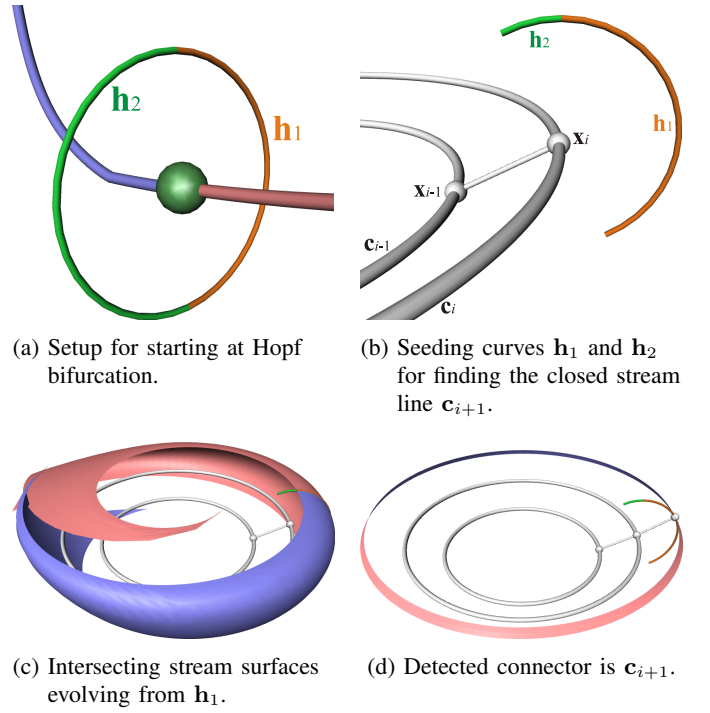 h2
h1
(a) Setup for starting at Hopf
bifurcation.
h2
h1
xi
xi-1
ci-1
ci
(b) Seeding curves h1 and h2
for finding the closed stream
line ci+1.
(c) Intersecting stream surfaces
evolving from h1.
(d) Detected connector is ci+1.